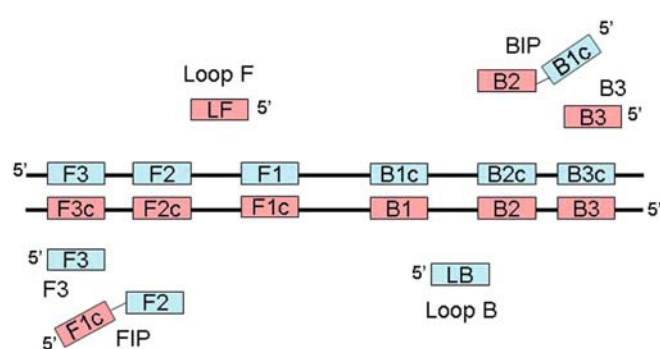 BIP 5'
B1c
B2
Loop F
LF 5'
B3
B3 5'
5' F3 F2 F1 B1c B2c B3c
F3c F2c F1c B1 B2 B3 5'
5' F3
F3
5' F1c F2
FIP
5' LB
Loop B